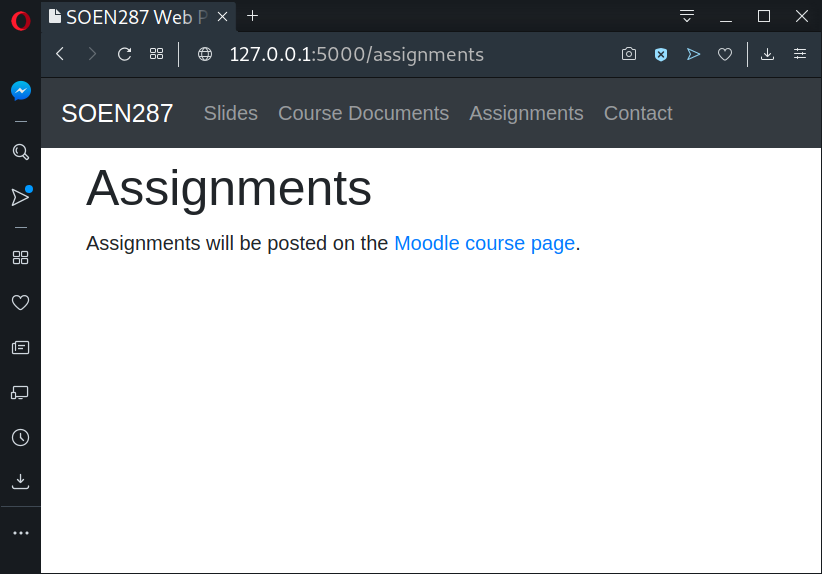 SOEN287 Web P
127.0.0.1:5000/assignments
SOEN287 Slides Course Documents Assignments Contact
Assignments
Assignments will be posted on the Moodle course page.